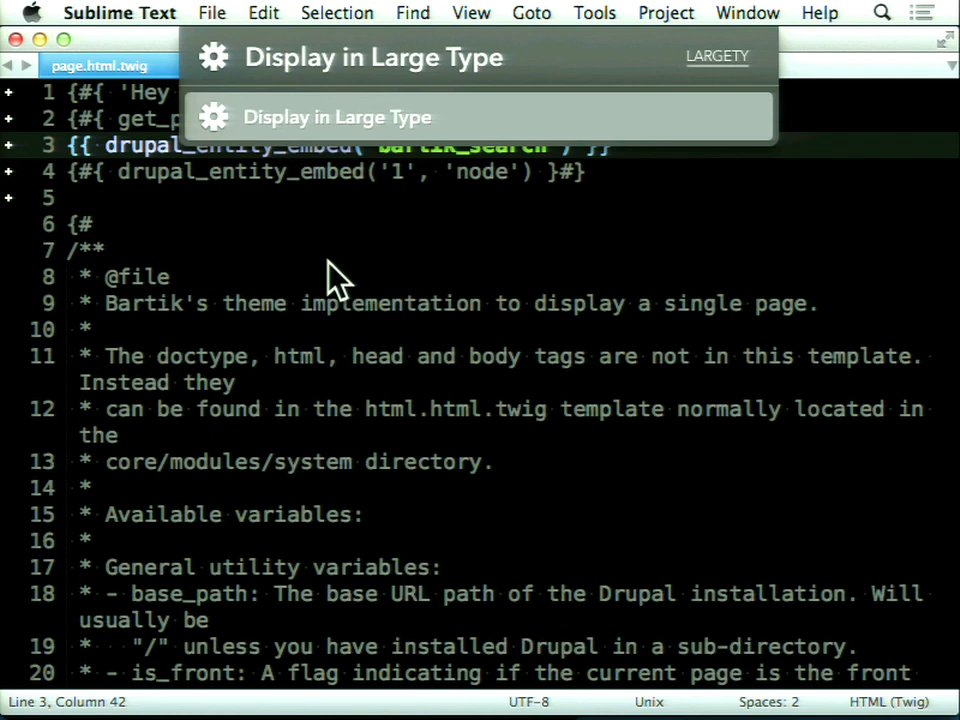 Sublime Text File Edit Selection Find View Goto Tools Project Window Help
Display in Large Type LARGETY
page.html.twig
Display in Large Type
1 {#{ 'Hey
2 {#{ get_p
3 {{ drupal_entity_embed('bartik_search') }}
4 {#{ drupal_entity_embed('1', 'node') }#}
5
6 {#
7 /**
8 * @file
9 * Bartik's theme implementation to display a single page.
10 *
11 * The doctype, html, head and body tags are not in this template.
Instead they
12 * can be found in the html.html.twig template normally located in
the
13 * core/modules/system directory.
14 *
15 * Available variables:
16 *
17 * General utility variables:
18 * - base_path: The base URL path of the Drupal installation. Will
usually be
19 *   "/" unless you have installed Drupal in a sub-directory.
20 * - is_front: A flag indicating if the current page is the front
Line 3, Column 42 UTF-8 Unix Spaces: 2 HTML (Twig)